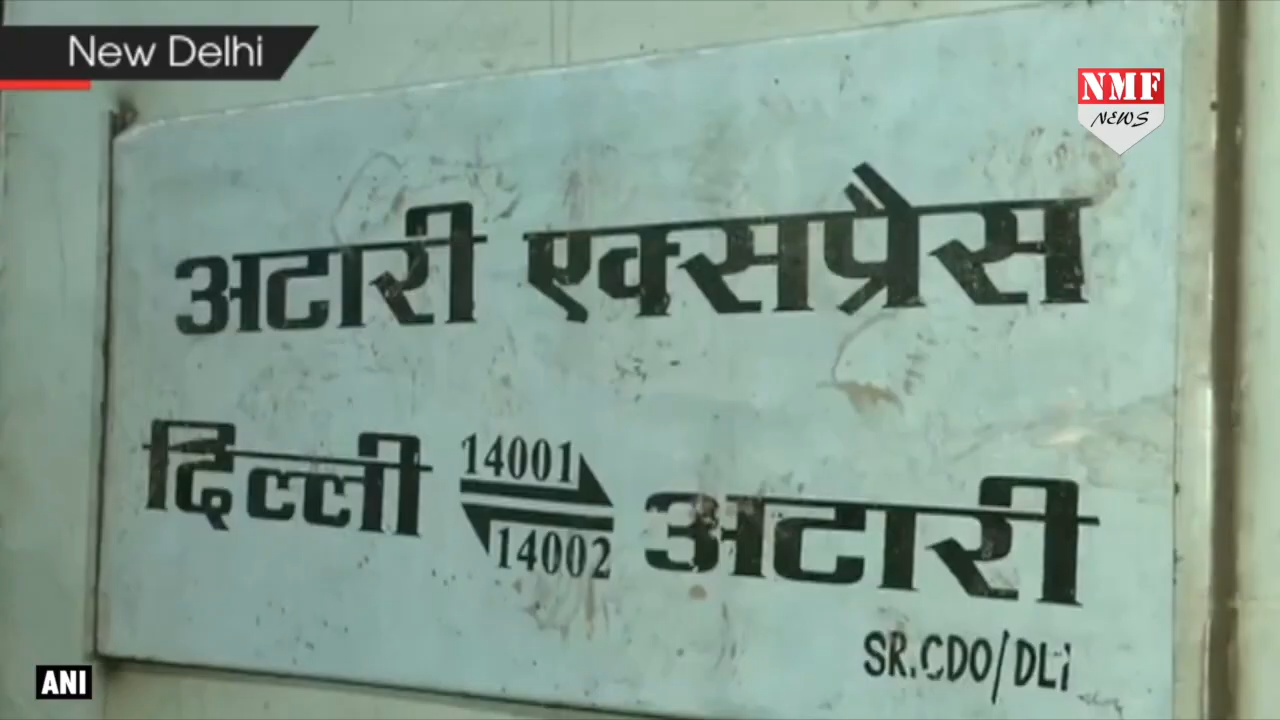 New Delhi
NMF
NEWS
अटारी एक्सप्रैस
दिल्ली 14001 14002 अटारी
SR.CDO/DLI
ANI